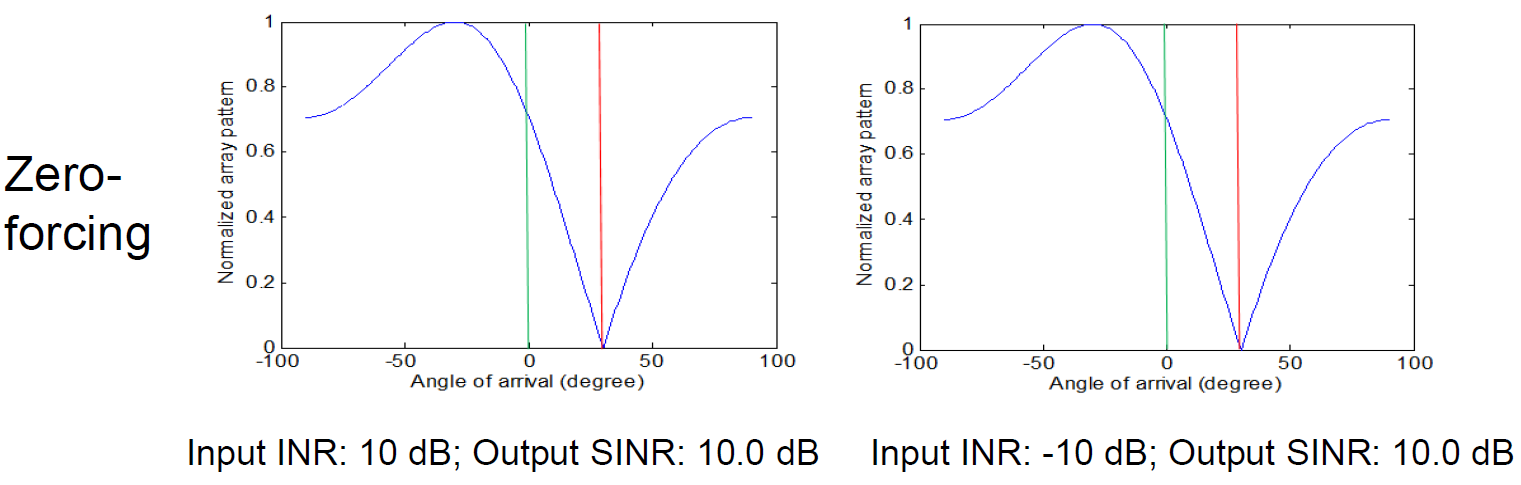 Zero-
forcing
Normalized array pattern
1
0.8
0.6
0.4
0.2
0
-100
-50
0
50
100
Angle of arrival (degree)
Input INR: 10 dB; Output SINR: 10.0 dB
Normalized array pattern
1
0.8
0.6
0.4
0.2
0
-100
-50
0
50
100
Angle of arrival (degree)
Input INR: -10 dB; Output SINR: 10.0 dB